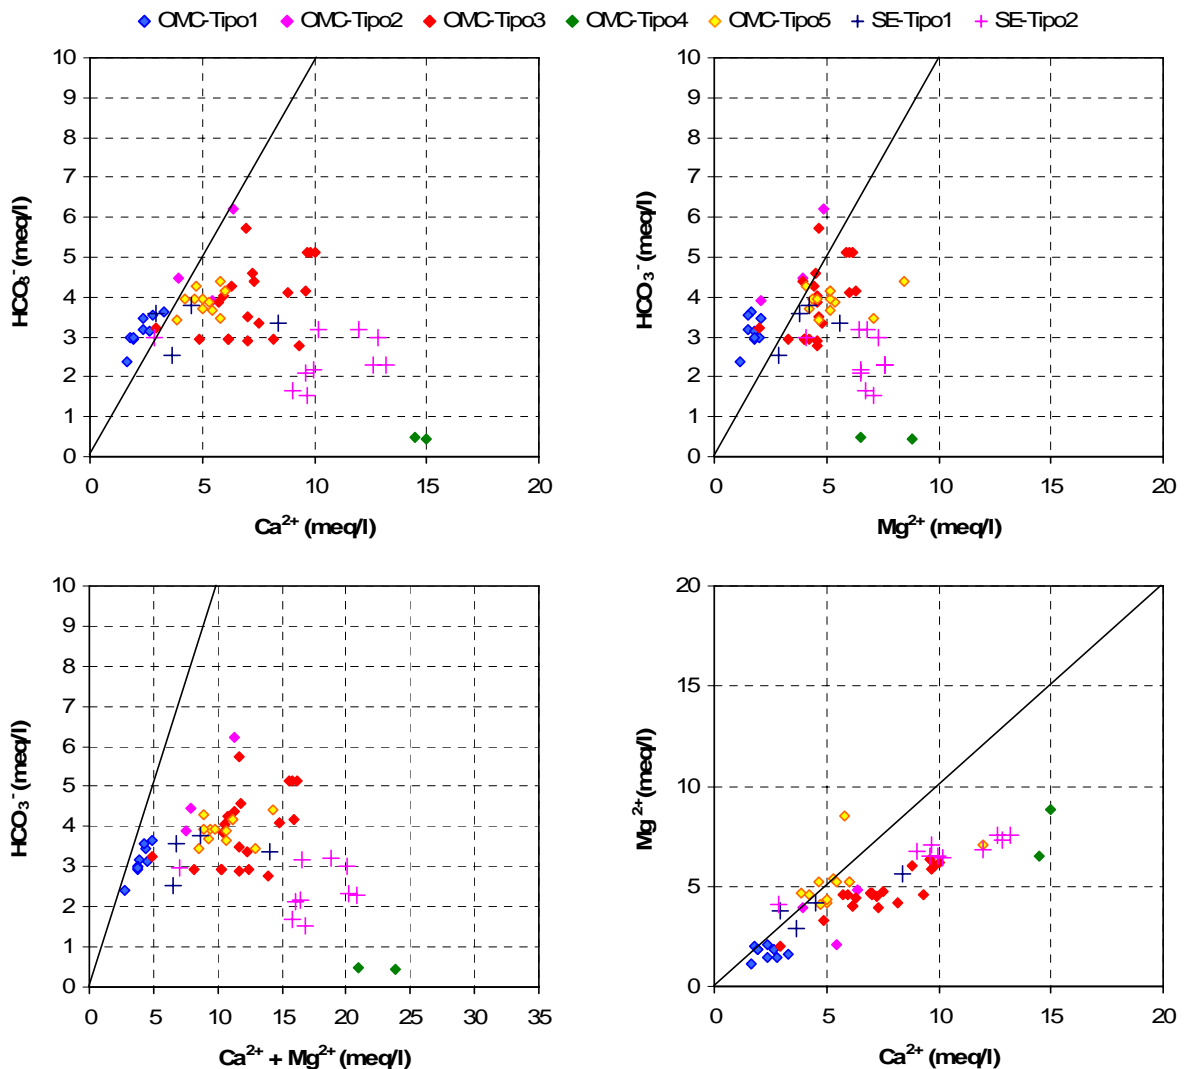 OMC-Tipo1 OMC-Tipo2 OMC-Tipo3 OMC-Tipo4 OMC-Tipo5 SE-Tipo1 SE-Tipo2
10
9
8
7
6
5
4
3
2
1
0
HCO₃⁻ (meq/l)
0 5 10 15 20
Ca²⁺ (meq/l)
10
9
8
7
6
5
4
3
2
1
0
HCO₃⁻ (meq/l)
0 5 10 15 20
Mg²⁺ (meq/l)
10
9
8
7
6
5
4
3
2
1
0
HCO₃⁻ (meq/l)
0 5 10 15 20 25 30 35
Ca²⁺ + Mg²⁺ (meq/l)
20
15
10
5
0
Mg²⁺ (meq/l)
0 5 10 15 20
Ca²⁺ (meq/l)